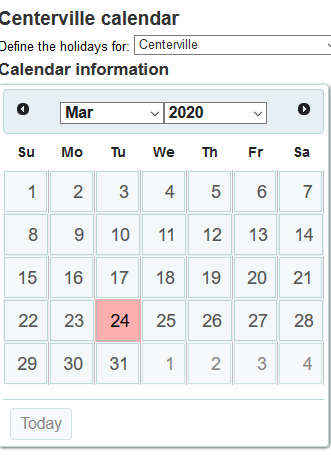 Centerville calendar
Define the holidays for: Centerville
Calendar information
Mar 2020
Su Mo Tu We Th Fr Sa
1 2 3 4 5 6 7
8 9 10 11 12 13 14
15 16 17 18 19 20 21
22 23 24 25 26 27 28
29 30 31 1 2 3 4
Today